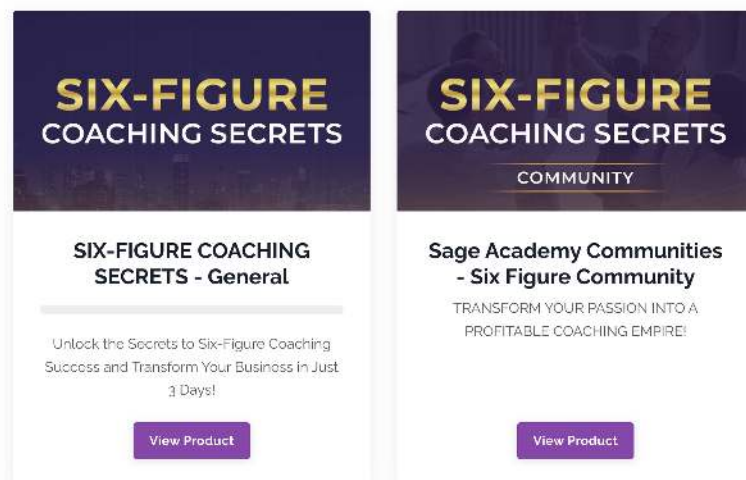 SIX-FIGURE
COACHING SECRETS
SIX-FIGURE COACHING
SECRETS - General
Unlock the Secrets to Six-Figure Coaching
Success and Transform Your Business in Just
3 Days!
View Product
SIX-FIGURE
COACHING SECRETS
COMMUNITY
Sage Academy Communities
- Six Figure Community
TRANSFORM YOUR PASSION INTO A
PROFITABLE COACHING EMPIRE!
View Product